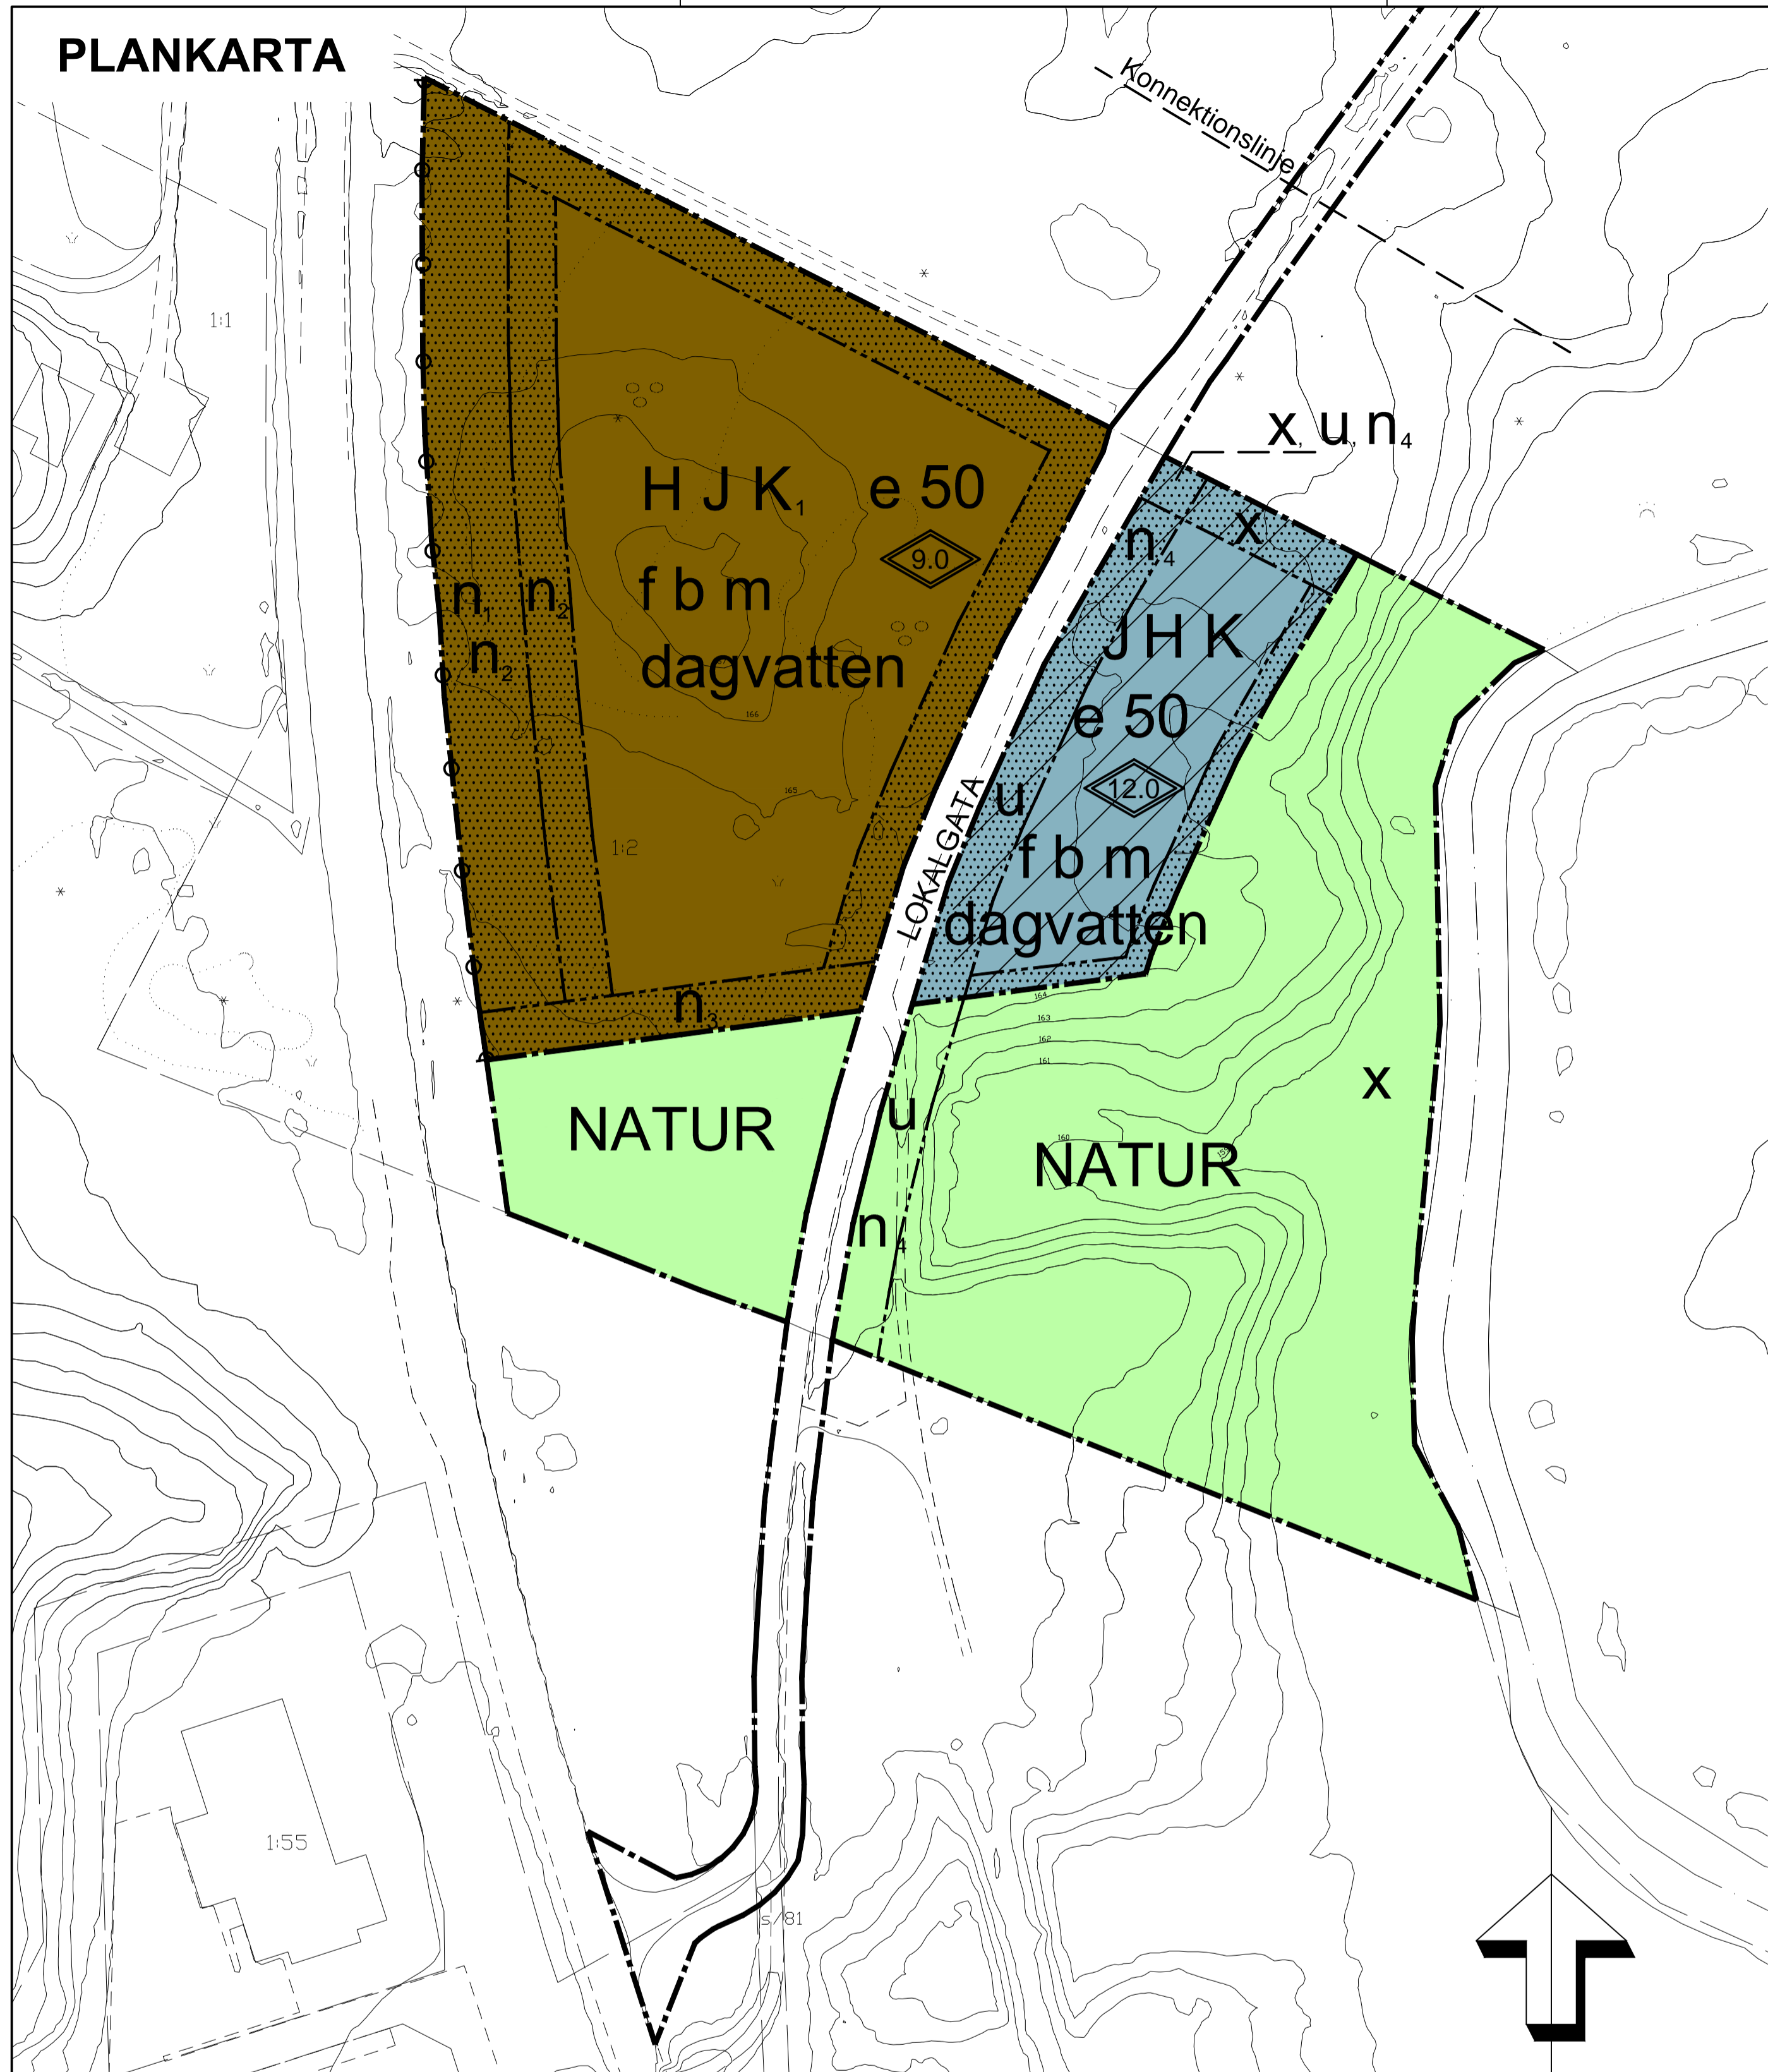 PLANKARTA
Konnektionslinje
1:1
x, u, n4
H J K1 e 50
9.0
n4
x
n1
n2
f b m
n2
dagvatten
J H K
e 50
166
165
12.0
u
1:2
LOKALGATA
f b m
dagvatten
n3
164
163
162
161
x
u
NATUR
160
NATUR
n4
1:55
s/81